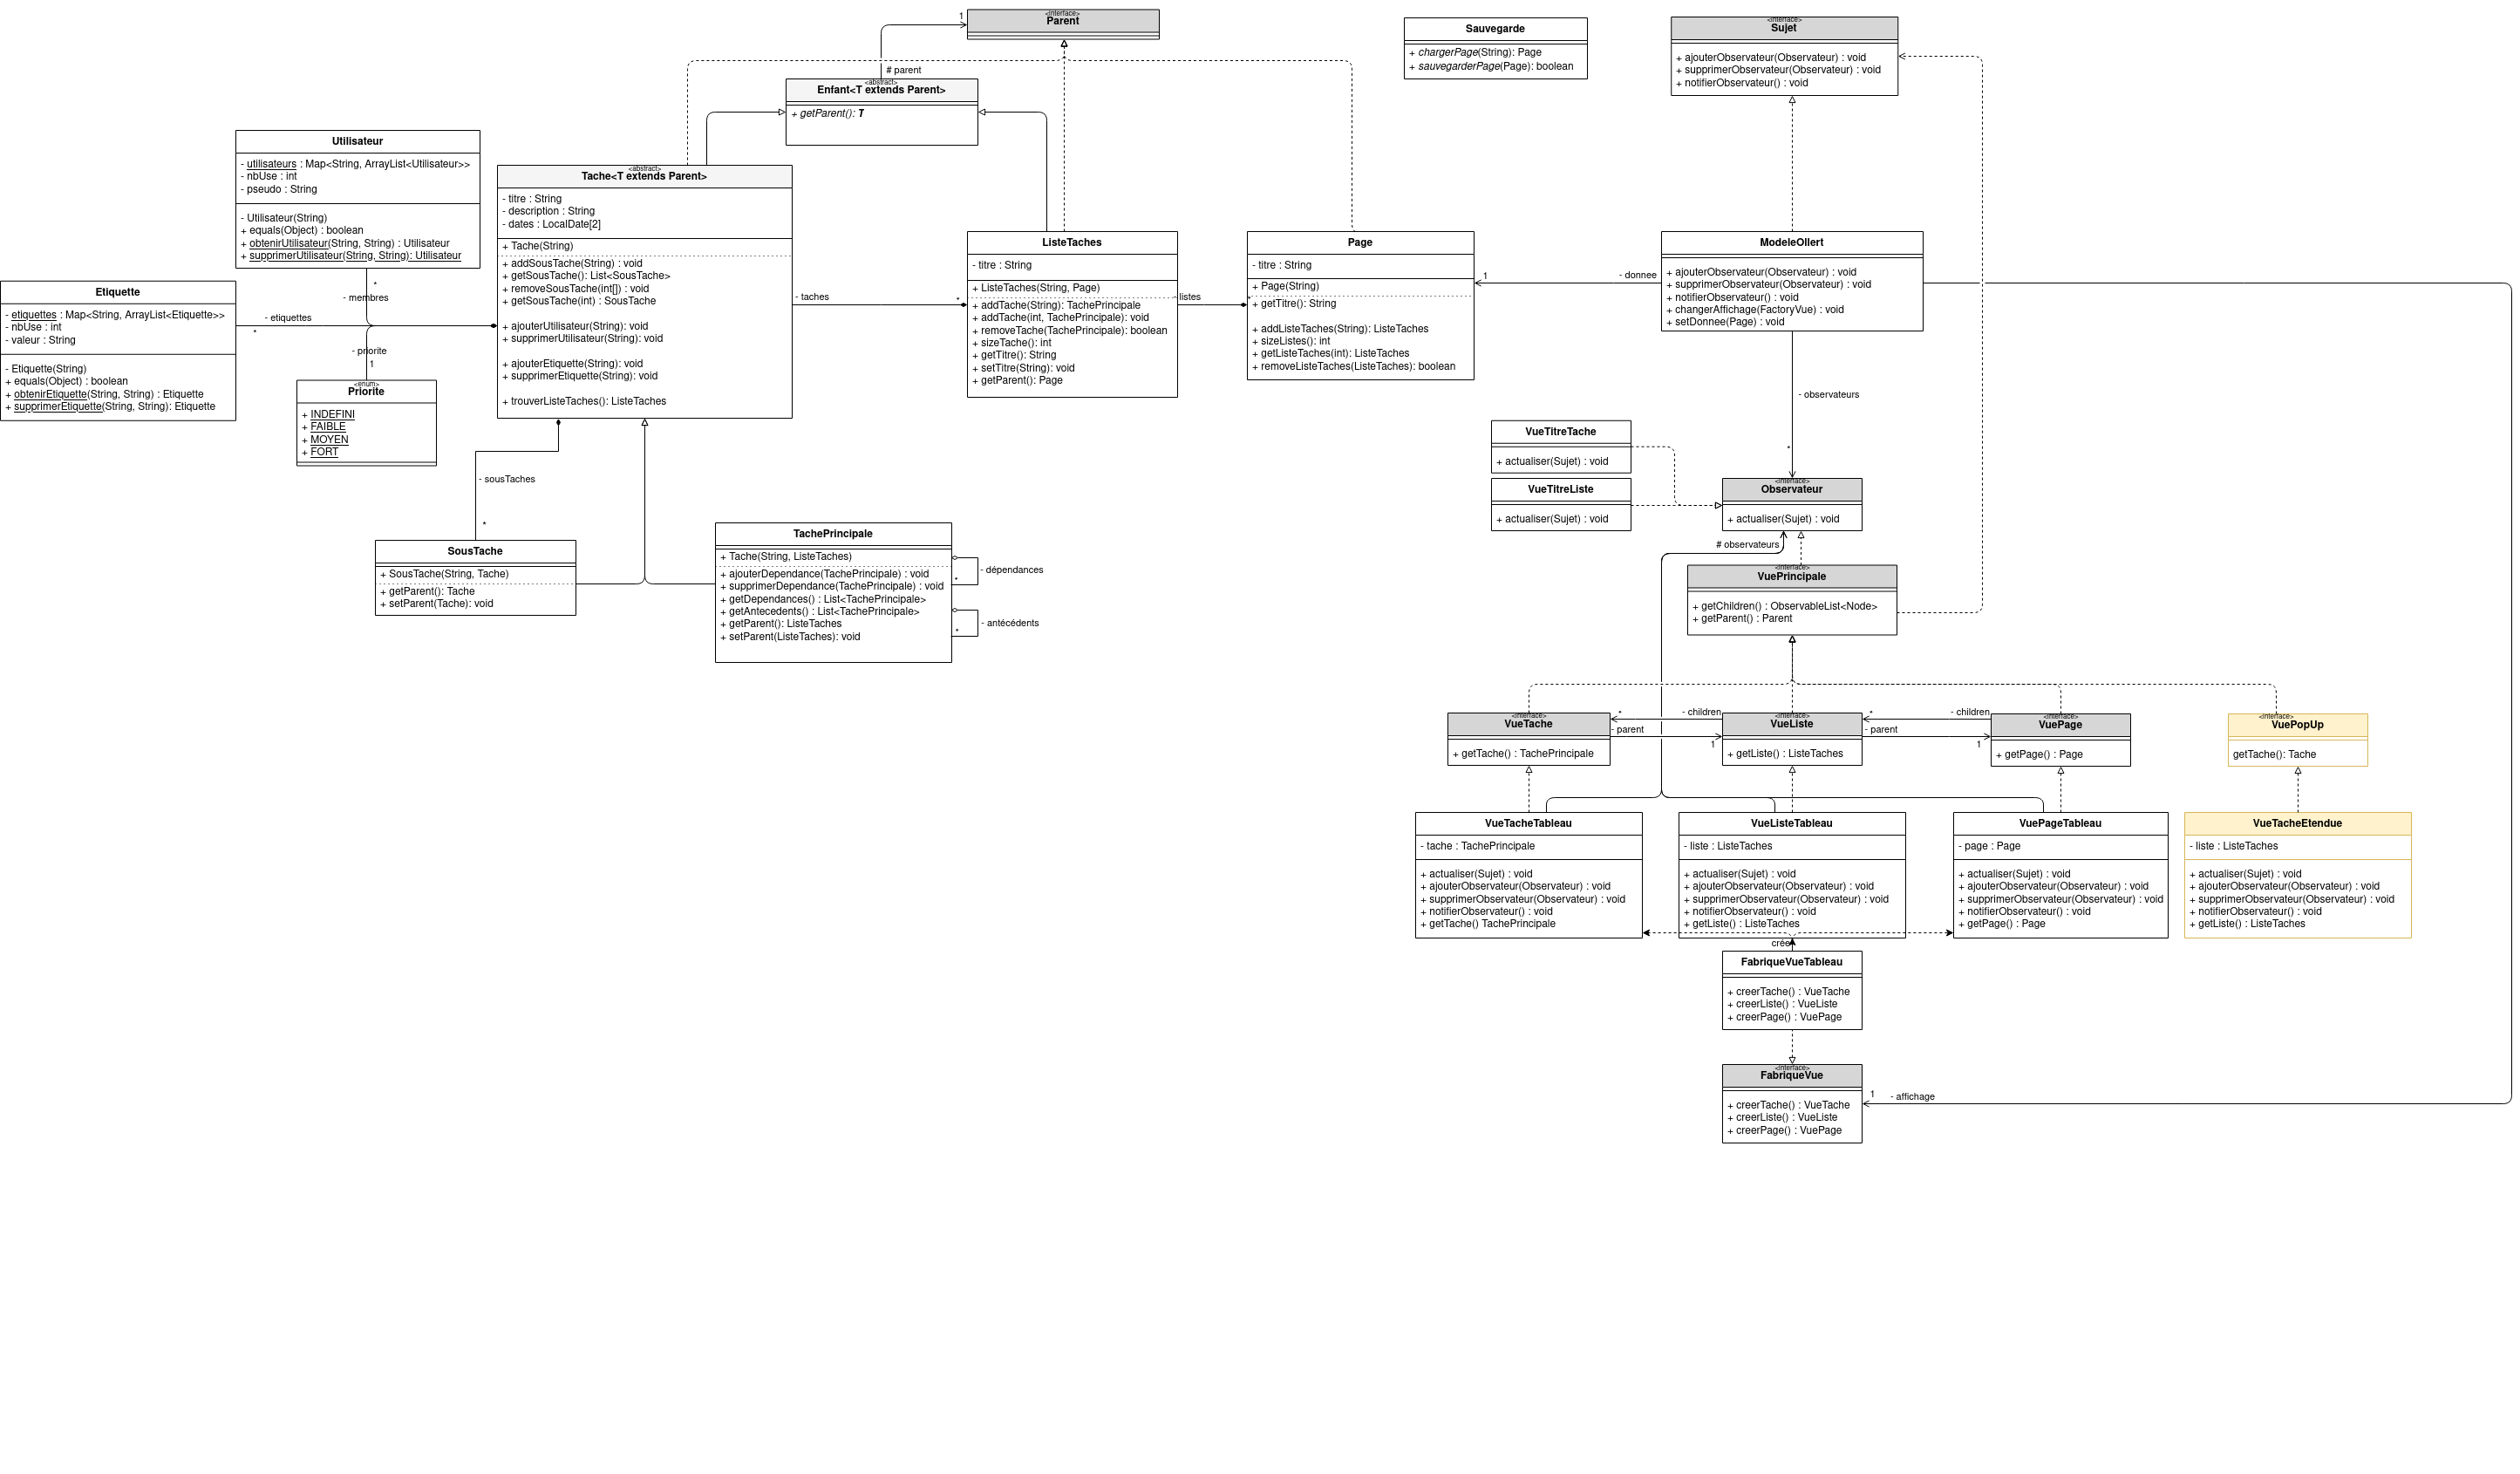 1
<interface>
Parent
# parent
<abstract>
Enfant<T extends Parent>
+ getParent(): T
Sauvegarde
+ chargerPage(String): Page
+ sauvegarderPage(Page): boolean
<interface>
Sujet
+ ajouterObservateur(Observateur) : void
+ supprimerObservateur(Observateur) : void
+ notifierObservateur() : void
Utilisateur
- utilisateurs : Map<String, ArrayList<Utilisateur>>
- nbUse : int
- pseudo : String
- Utilisateur(String)
+ equals(Object) : boolean
+ obtenirUtilisateur(String, String) : Utilisateur
+ supprimerUtilisateur(String, String): Utilisateur
*
- membres
Etiquette
- etiquettes : Map<String, ArrayList<Etiquette>>
- nbUse : int
- valeur : String
- Etiquette(String)
+ equals(Object) : boolean
+ obtenirEtiquette(String, String) : Etiquette
+ supprimerEtiquette(String, String): Etiquette
- etiquettes
*
- priorite
1
<enum>
Priorite
+ INDEFINI
+ FAIBLE
+ MOYEN
+ FORT
<abstract>
Tache<T extends Parent>
- titre : String
- description : String
- dates : LocalDate[2]
+ Tache(String)
+ addSousTache(String) : void
+ getSousTache(): List<SousTache>
+ removeSousTache(int[]) : void
+ getSousTache(int) : SousTache
+ ajouterUtilisateur(String): void
+ supprimerUtilisateur(String): void
+ ajouterEtiquette(String): void
+ supprimerEtiquette(String): void
+ trouverListeTaches(): ListeTaches
- taches
*
ListeTaches
- titre : String
+ ListeTaches(String, Page)
+ addTache(String): TachePrincipale
+ addTache(int, TachePrincipale): void
+ removeTache(TachePrincipale): boolean
+ sizeTache(): int
+ getTitre(): String
+ setTitre(String): void
+ getParent(): Page
- listes
*
Page
- titre : String
+ Page(String)
+ getTitre(): String
+ addListeTaches(String): ListeTaches
+ sizeListes(): int
+ getListeTaches(int): ListeTaches
+ removeListeTaches(ListeTaches): boolean
1
- donnee
ModeleOllert
+ ajouterObservateur(Observateur) : void
+ supprimerObservateur(Observateur) : void
+ notifierObservateur() : void
+ changerAffichage(FactoryVue) : void
+ setDonnee(Page) : void
- observateurs
*
- sousTaches
*
SousTache
+ SousTache(String, Tache)
+ getParent(): Tache
+ setParent(Tache): void
TachePrincipale
+ Tache(String, ListeTaches)
+ ajouterDependance(TachePrincipale) : void
+ supprimerDependance(TachePrincipale) : void
+ getDependances() : List<TachePrincipale>
+ getAntecedents() : List<TachePrincipale>
+ getParent(): ListeTaches
+ setParent(ListeTaches): void
- dépendances
*
- antécédents
*
VueTitreTache
+ actualiser(Sujet) : void
VueTitreListe
+ actualiser(Sujet) : void
<interface>
Observateur
+ actualiser(Sujet) : void
# observateurs
<interface>
VuePrincipale
+ getChildren() : ObservableList<Node>
+ getParent() : Parent
<interface>
VueTache
+ getTache() : TachePrincipale
*
- children
- parent
1
<interface>
VueListe
+ getListe() : ListeTaches
*
- children
- parent
1
<interface>
VuePage
+ getPage() : Page
<interface>
VuePopUp
getTache(): Tache
VueTacheTableau
- tache : TachePrincipale
+ actualiser(Sujet) : void
+ ajouterObservateur(Observateur) : void
+ supprimerObservateur(Observateur) : void
+ notifierObservateur() : void
+ getTache() TachePrincipale
VueListeTableau
- liste : ListeTaches
+ actualiser(Sujet) : void
+ ajouterObservateur(Observateur) : void
+ supprimerObservateur(Observateur) : void
+ notifierObservateur() : void
+ getListe() : ListeTaches
VuePageTableau
- page : Page
+ actualiser(Sujet) : void
+ ajouterObservateur(Observateur) : void
+ supprimerObservateur(Observateur) : void
+ notifierObservateur() : void
+ getPage() : Page
VueTacheEtendue
- liste : ListeTaches
+ actualiser(Sujet) : void
+ ajouterObservateur(Observateur) : void
+ supprimerObservateur(Observateur) : void
+ notifierObservateur() : void
+ getListe() : ListeTaches
crée
FabriqueVueTableau
+ creerTache() : VueTache
+ creerListe() : VueListe
+ creerPage() : VuePage
<interface>
FabriqueVue
+ creerTache() : VueTache
+ creerListe() : VueListe
+ creerPage() : VuePage
1
- affichage